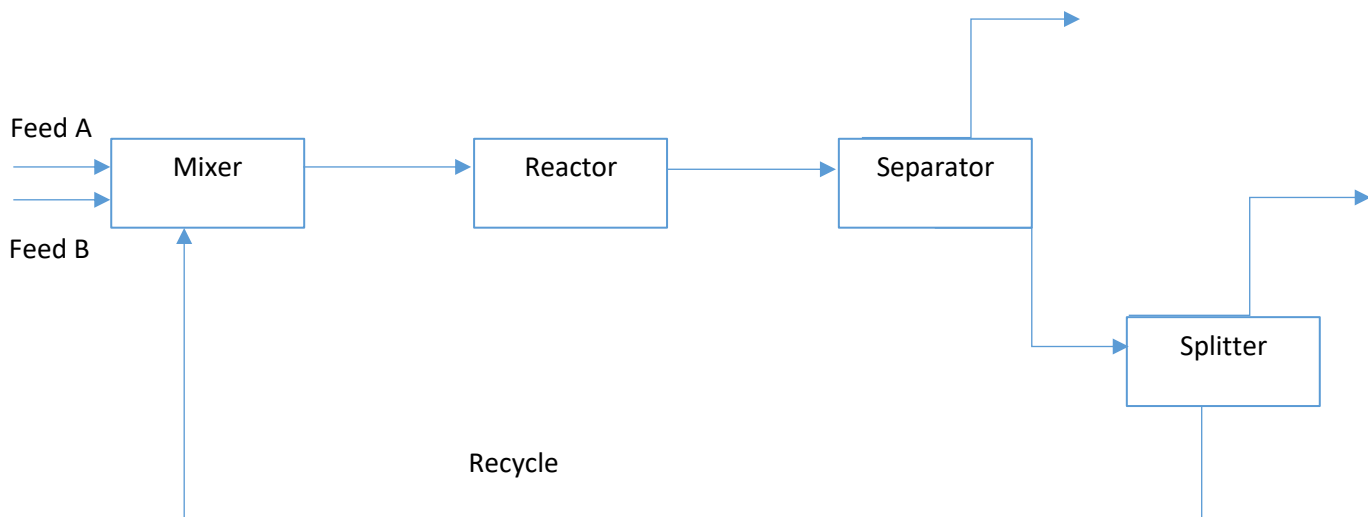 Feed A
Mixer
Reactor
Separator
Feed B
Splitter
Recycle